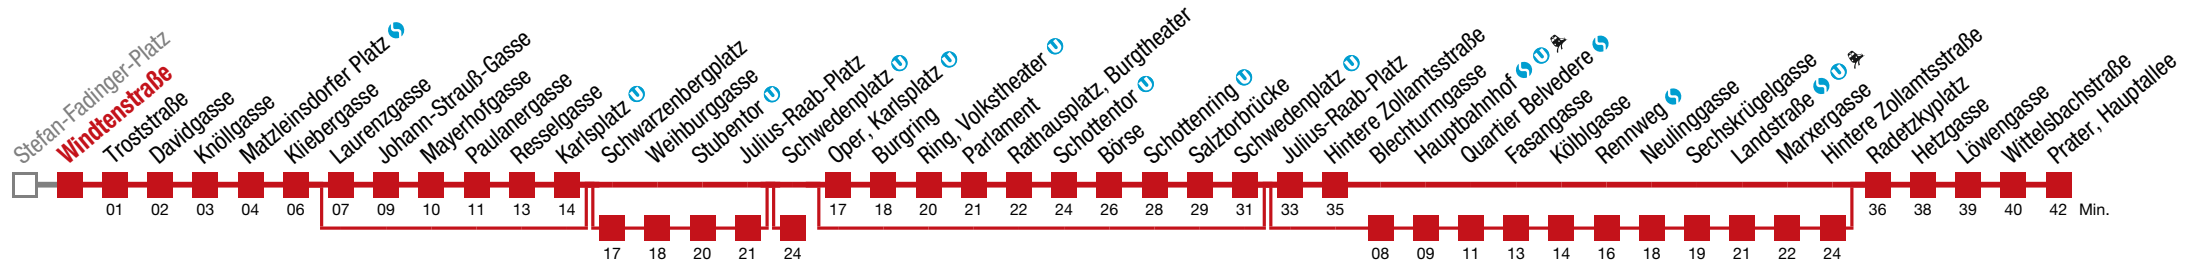 Stefan-Fadinger-Platz
Windtenstraße
Troststraße
Davidgasse
Knöllgasse
Matzleinsdorfer Platz
Kliebergasse
Laurenzgasse
Johann-Strauß-Gasse
Mayerhofgasse
Paulanergasse
Resselgasse
Karlsplatz U
Schwarzenbergplatz
Weihburggasse
Stubentor U
Julius-Raab-Platz
Schwedenplatz U
Oper, Karlsplatz U
Burgring
Ring, Volkstheater U
Parlament
Rathausplatz, Burgtheater
Schottentor U
Börse
Schottenring U
Salztorbrücke
Schwedenplatz U
Julius-Raab-Platz
Hintere Zollamtsstraße
Blechturmgasse
Hauptbahnhof U
Quartier Belvedere
Fasangasse
Kölblgasse
Rennweg
Neulinggasse
Sechskrügelgasse
Landstraße U
Marxergasse
Hintere Zollamtsstraße
Radetzkyplatz
Hetzgasse
Löwengasse
Wittelsbachstraße
Prater, Hauptallee
01 02 03 04 06 07 09 10 11 13 14 17 18 20 21 22 24 26 28 29 31 33 35 36 38 39 40 42 Min.
17 18 20 21 24 08 09 11 13 14 16 18 19 21 22 24